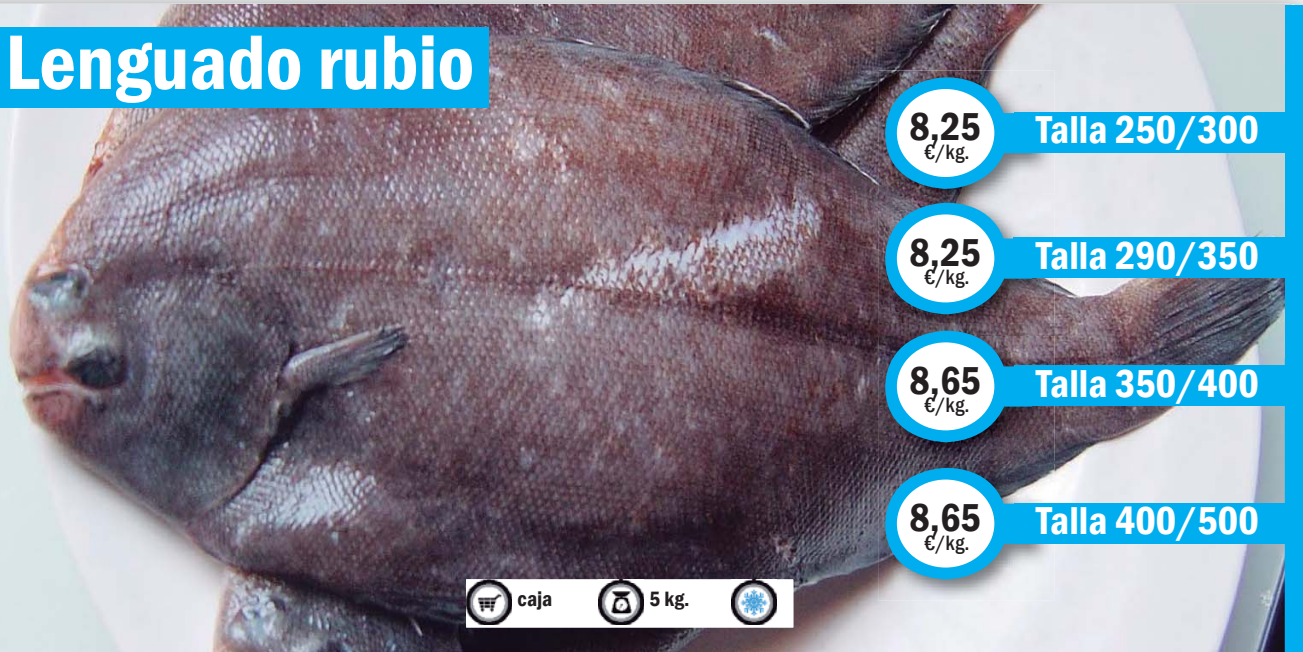 Lenguado rubio
8,25
€/kg.
Talla 250/300
8,25
€/kg.
Talla 290/350
8,65
€/kg.
Talla 350/400
8,65
€/kg.
Talla 400/500
caja
5 kg.